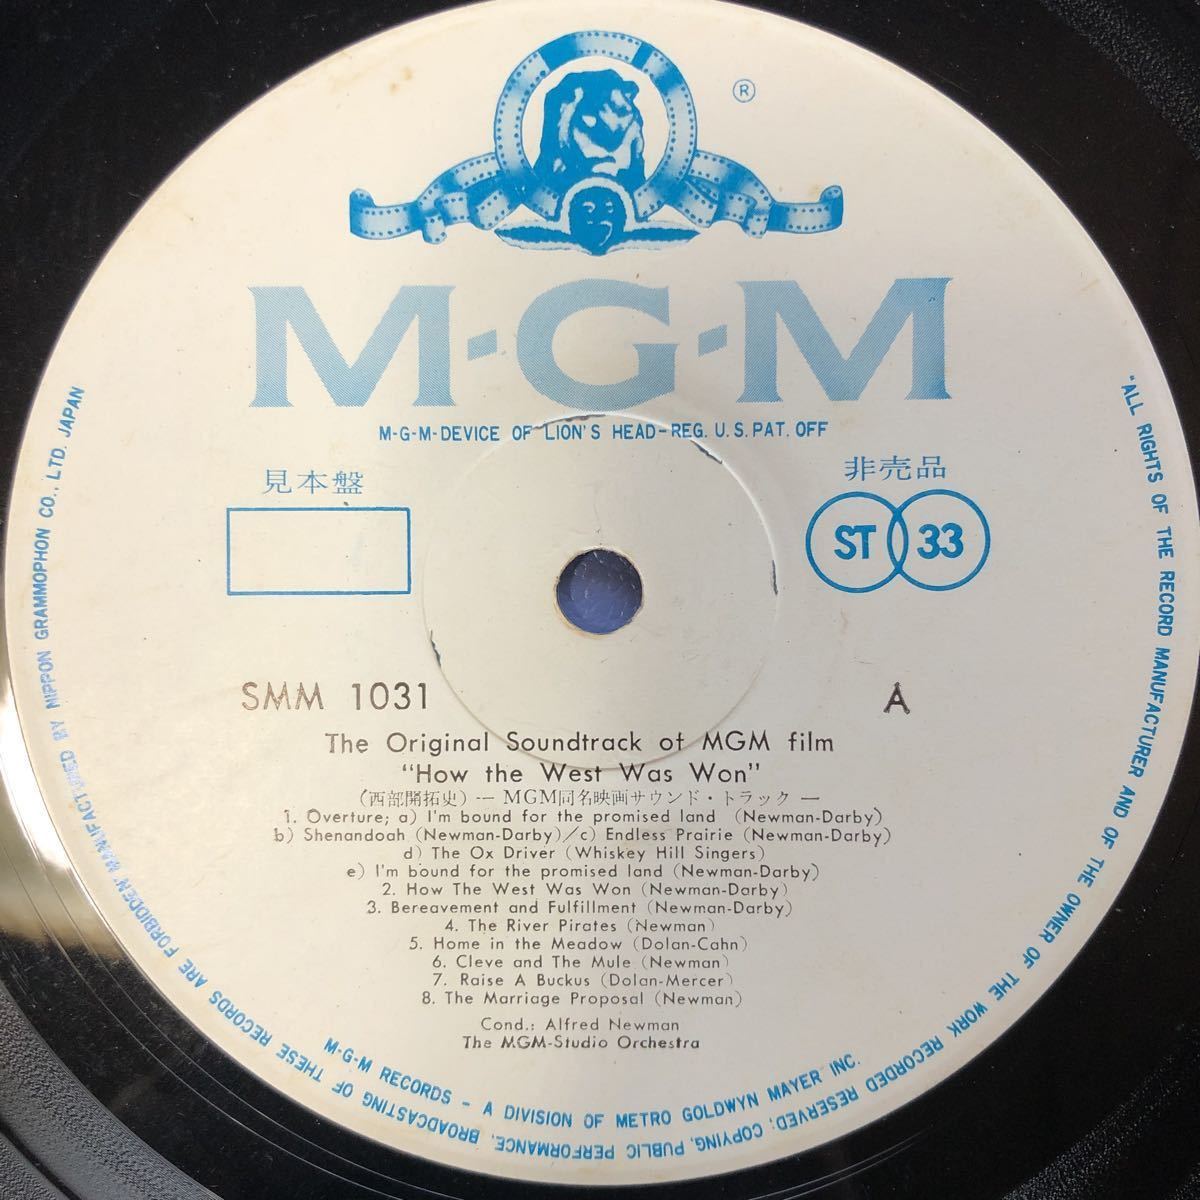 ®
M-G-M
M-G-M-DEVICE OF LION'S HEAD-REG. U.S. PAT. OFF
見本盤
非売品
ST 33
SMM 1031
A
The Original Soundtrack of MGM film
"How the West Was Won"
(西部開拓史) — MGM同名映画サウンド・トラック —
1. Overture; a) I'm bound for the promised land (Newman-Darby)
b) Shenandoah (Newman-Darby)/c) Endless Prairie (Newman-Darby)
d) The Ox Driver (Whiskey Hill Singers)
e) I'm bound for the promised land (Newman-Darby)
2. How The West Was Won (Newman-Darby)
3. Bereavement and Fulfillment (Newman-Darby)
4. The River Pirates (Newman)
5. Home in the Meadow (Dolan-Cahn)
6. Cleve and The Mule (Newman)
7. Raise A Buckus (Dolan-Mercer)
8. The Marriage Proposal (Newman)
Cond.: Alfred Newman
The MGM-Studio Orchestra
M-G-M RECORDS - A DIVISION OF METRO GOLDWYN MAYER INC.
"ALL RIGHTS OF THE RECORD MANUFACTURER AND OF THE OWNER OF THE WORK RECORDED RESERVED; COPYING, PUBLIC PERFORMANCE, BROADCASTING OF THESE RECORDS ARE FORBIDDEN" MANUFACTURED BY NIPPON GRAMMOPHON CO., LTD. JAPAN